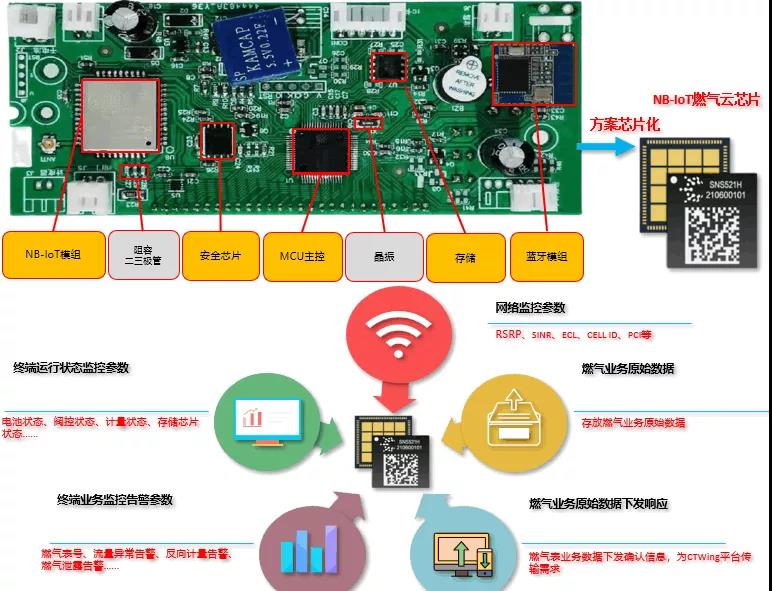 KAMCAP
5.5V0.22F
REMOVE
AFTER
WASHING
NB-IoT燃气云芯片
方案芯片化
SNS521H
210600101
NB-IoT模组
阻容
二三极管
安全芯片
MCU主控
晶振
存储
蓝牙模组
网络监控参数
RSRP、SINR、ECL、CELL ID、PCI等
终端运行状态监控参数
电池状态、阀控状态、计量状态、存储芯片
状态......
燃气业务原始数据
存放燃气业务原始数据
SNS521H
210600101
终端业务监控告警参数
燃气表号、流量异常告警、反向计量告警、
燃气泄露告警......
燃气业务原始数据下发响应
燃气表业务数据下发确认信息，为CTWing平台传
输需求